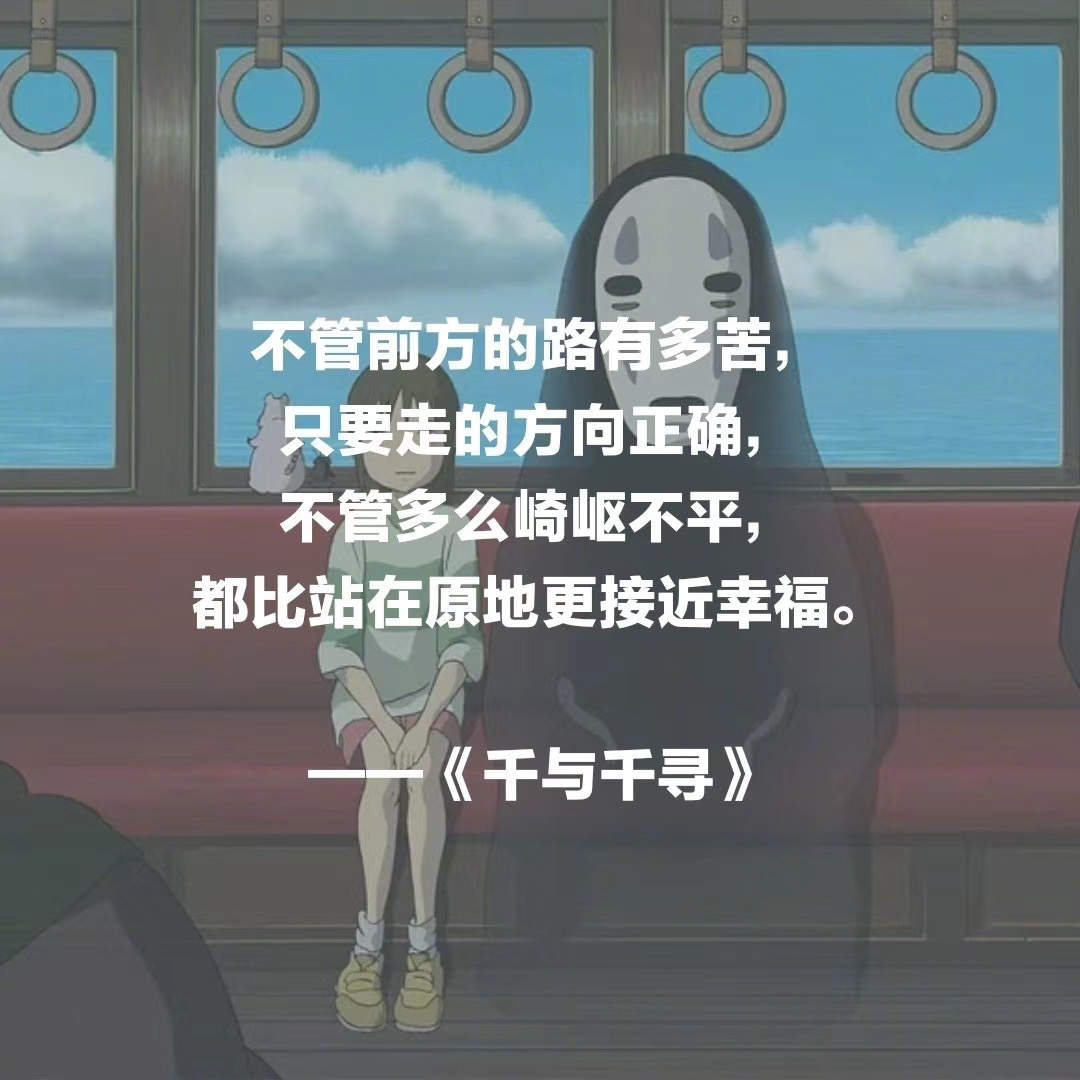 不管前方的路有多苦，
只要走的方向正确，
不管多么崎岖不平，
都比站在原地更接近幸福。
——《千与千寻》